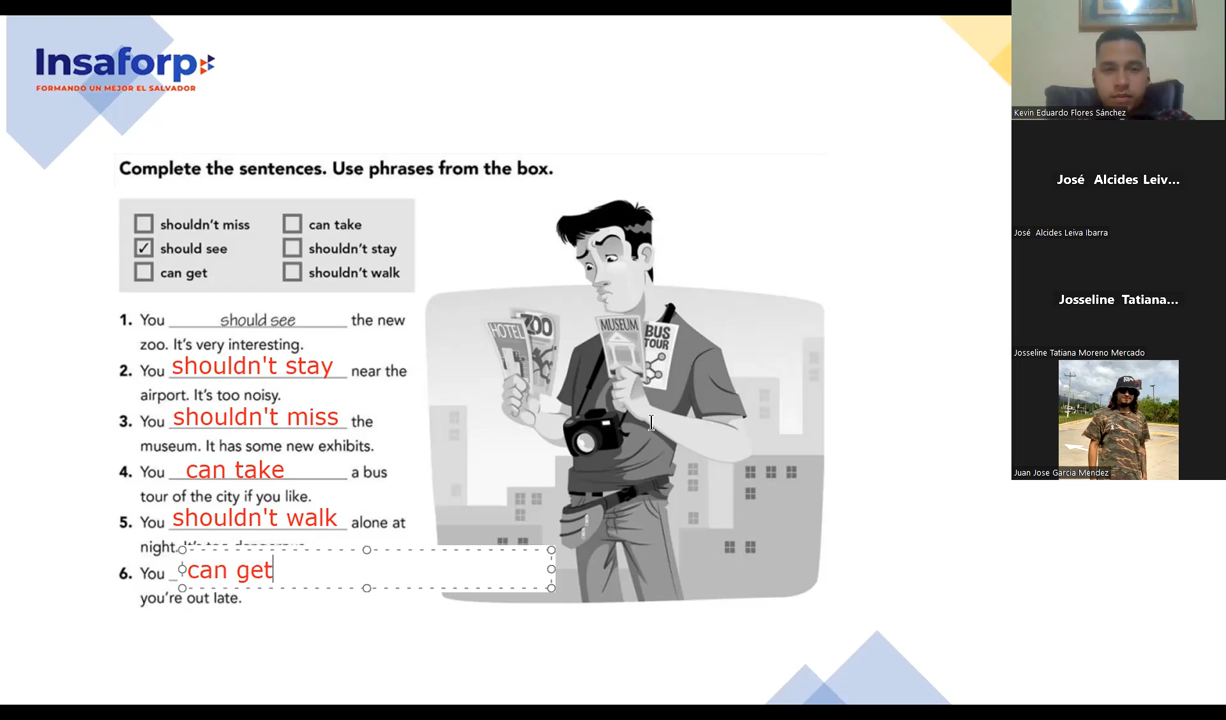 Insaforp
FORMANDO UN MEJOR EL SALVADOR
Complete the sentences. Use phrases from the box.
shouldn't miss
can take
✓ should see
shouldn't stay
can get
shouldn't walk
1. You should see the new
zoo. It's very interesting.
2. You shouldn't stay near the
airport. It's too noisy.
3. You shouldn't miss the
museum. It has some new exhibits.
4. You can take a bus
tour of the city if you like.
5. You shouldn't walk alone at
night.
6. You can get
you're out late.
HOTEL
ZOO
MUSEUM
BUS
TOUR
Kevin Eduardo Flores Sánchez
José Alcides Leiv...
José Alcides Leiva Ibarra
Josseline Tatiana...
Josseline Tatiana Moreno Mercado
Juan Jose Garcia Mendez